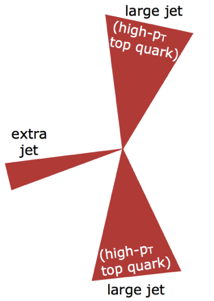 large jet
(high-pT
top quark)
extra
jet
(high-pT
top quark)
large jet